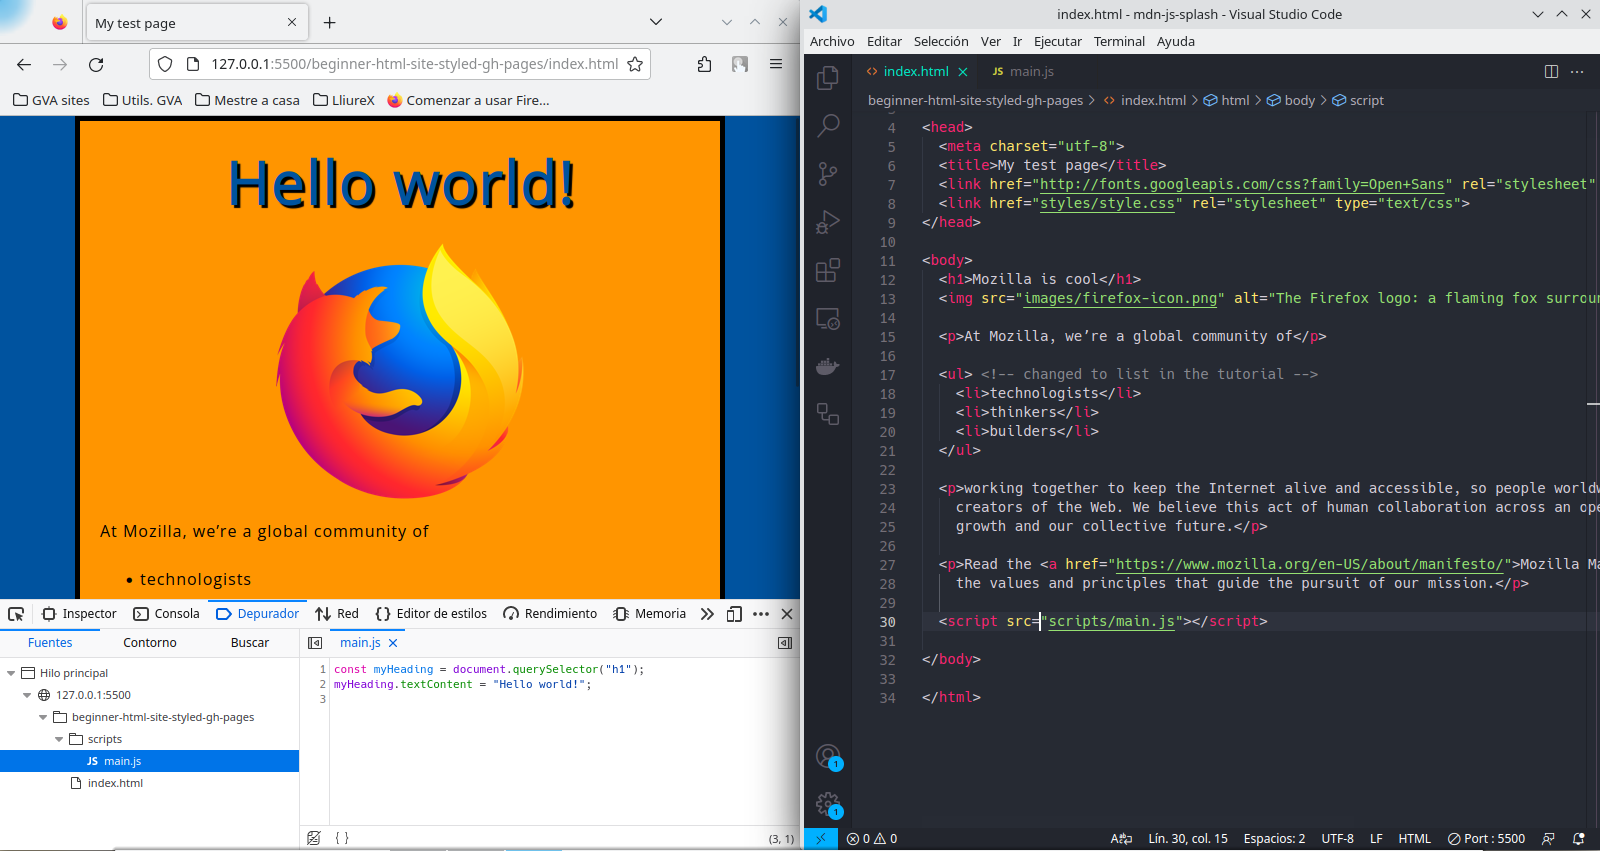 My test page
127.0.0.1:5500/beginner-html-site-styled-gh-pages/index.html
GVA sites Utils. GVA Mestre a casa LliureX Comenzar a usar Fire...
Hello world!
At Mozilla, we’re a global community of
• technologists
Inspector Consola Depurador Red Editor de estilos Rendimiento Memoria
Fuentes Contorno Buscar
Hilo principal
127.0.0.1:5500
beginner-html-site-styled-gh-pages
scripts
JS main.js
index.html
main.js
1 const myHeading = document.querySelector("h1");
2 myHeading.textContent = "Hello world!";
3
{ } (3, 1)
index.html - mdn-js-splash - Visual Studio Code
Archivo Editar Selección Ver Ir Ejecutar Terminal Ayuda
<> index.html JS main.js
beginner-html-site-styled-gh-pages > <> index.html > html > body > script
4 <head>
5 <meta charset="utf-8">
6 <title>My test page</title>
7 <link href="http://fonts.googleapis.com/css?family=Open+Sans" rel="stylesheet"
8 <link href="styles/style.css" rel="stylesheet" type="text/css">
9 </head>
10
11 <body>
12 <h1>Mozilla is cool</h1>
13 <img src="images/firefox-icon.png" alt="The Firefox logo: a flaming fox surroun
14
15 <p>At Mozilla, we’re a global community of</p>
16
17 <ul> <!-- changed to list in the tutorial -->
18 <li>technologists</li>
19 <li>thinkers</li>
20 <li>builders</li>
21 </ul>
22
23 <p>working together to keep the Internet alive and accessible, so people worldw
24 creators of the Web. We believe this act of human collaboration across an ope
25 growth and our collective future.</p>
26
27 <p>Read the <a href="https://www.mozilla.org/en-US/about/manifesto/">Mozilla Ma
28 the values and principles that guide the pursuit of our mission.</p>
29
30 <script src="scripts/main.js"></script>
31
32 </body>
33
34 </html>
1
1
0 0 Lín. 30, col. 15 Espacios: 2 UTF-8 LF HTML Port : 5500